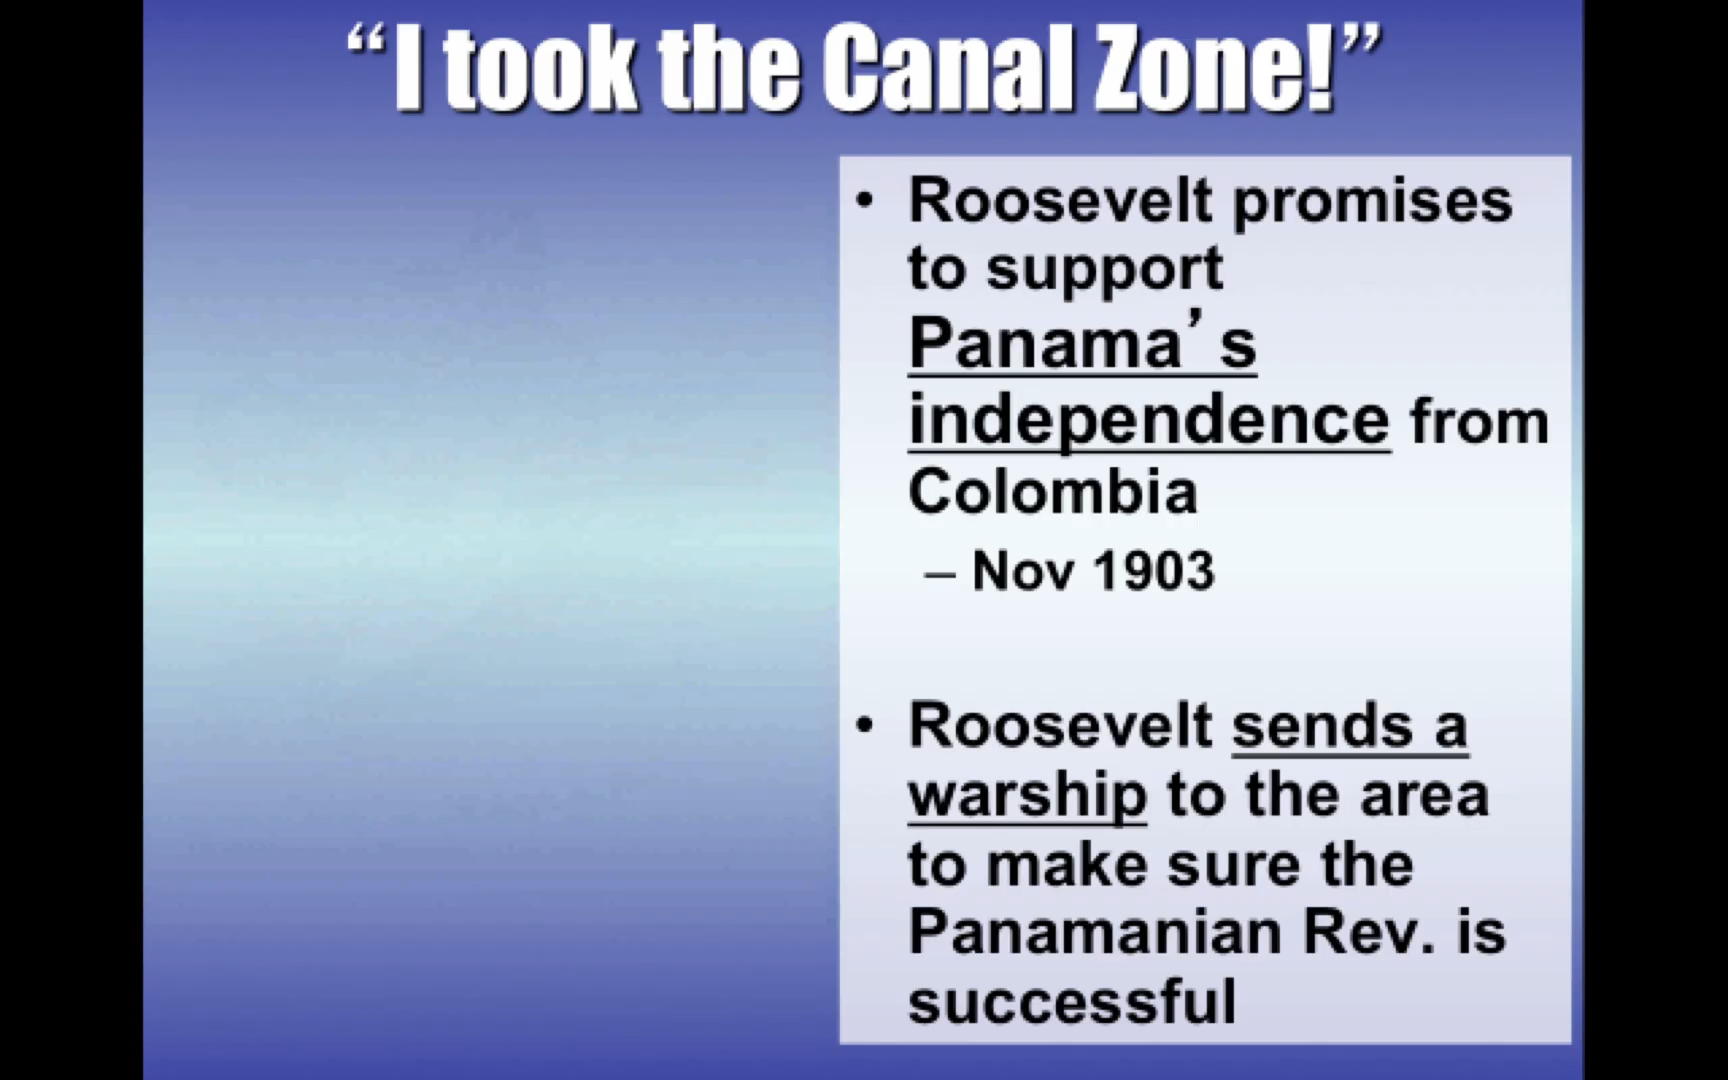 “I took the Canal Zone!”
• Roosevelt promises
to support
Panama’s
independence from
Colombia
– Nov 1903
• Roosevelt sends a
warship to the area
to make sure the
Panamanian Rev. is
successful